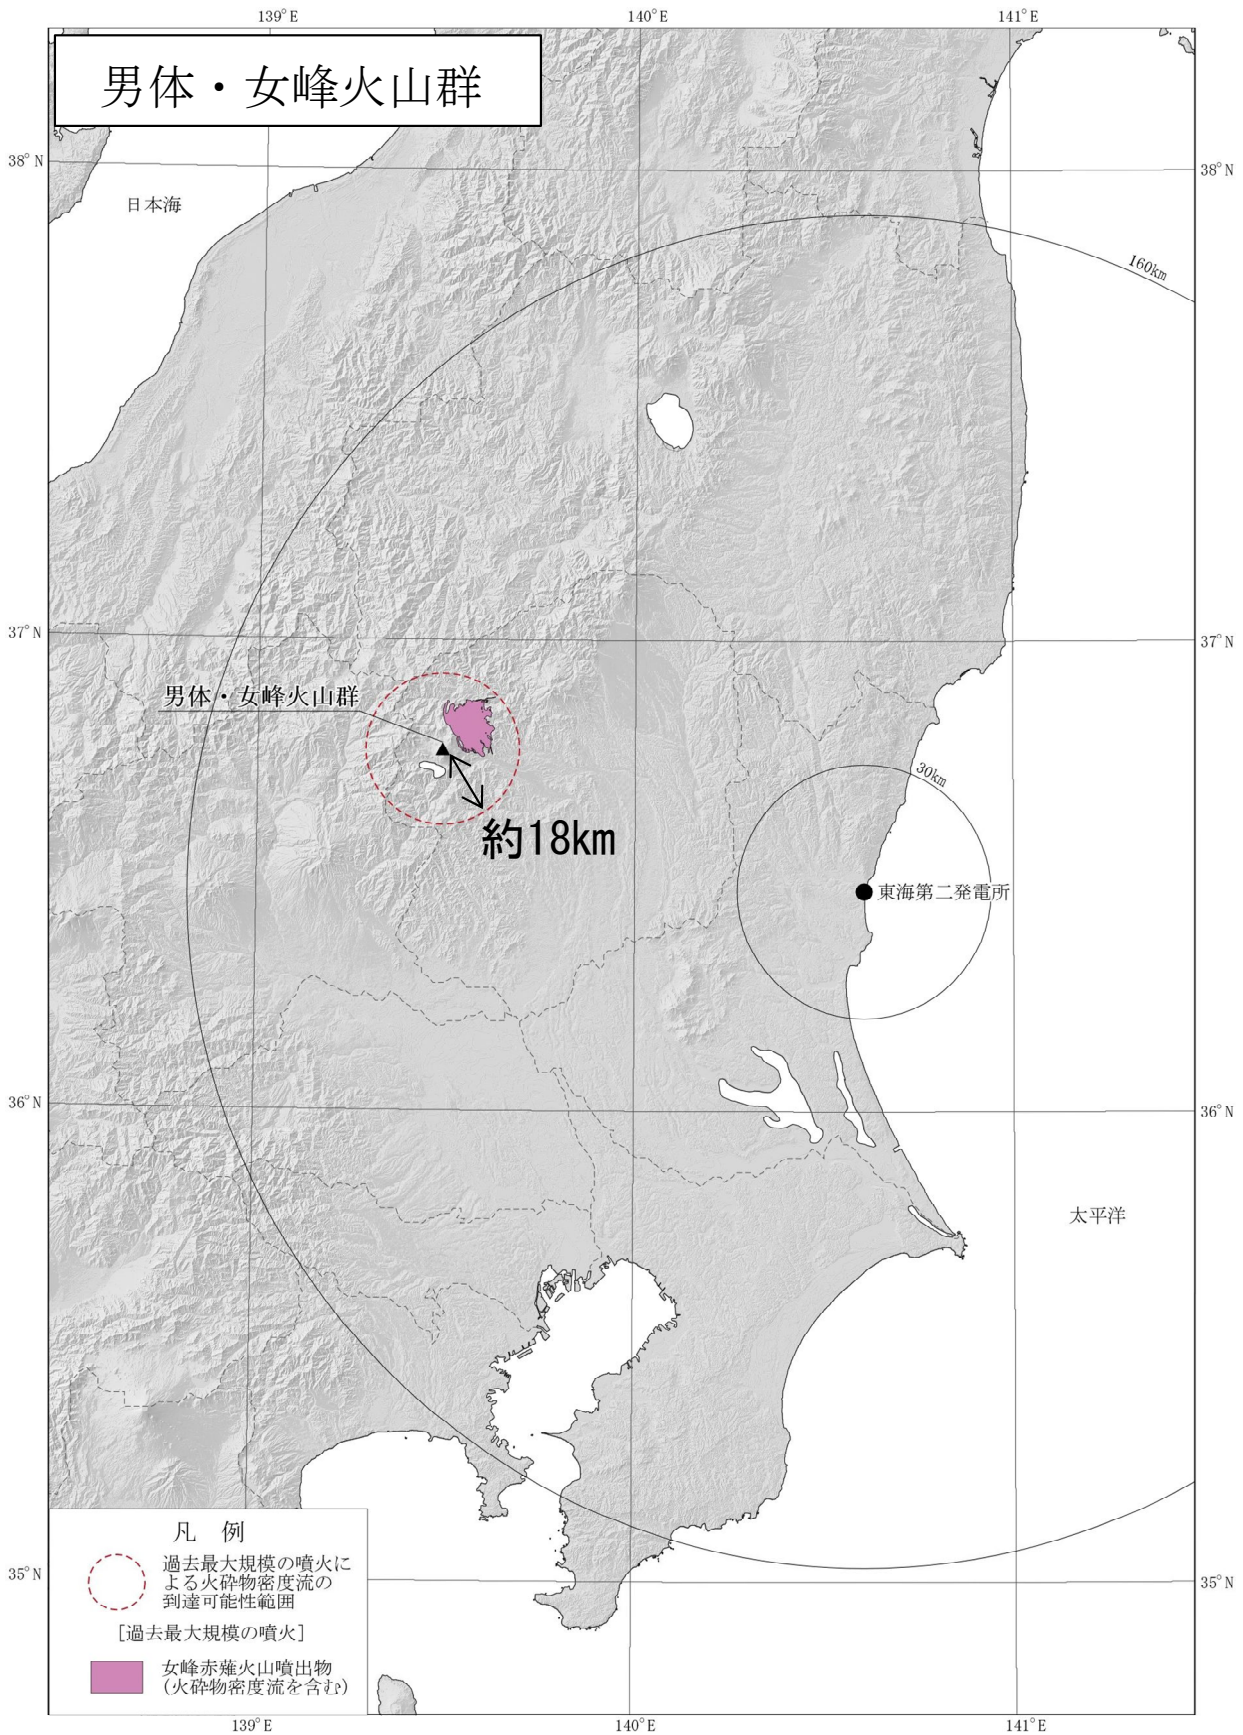 139°E
140°E
141°E
男体・女峰火山群
38°N
38°N
日本海
160km
37°N
37°N
男体・女峰火山群
30km
約18km
東海第二発電所
36°N
36°N
太平洋
凡 例
過去最大規模の噴火に
よる火砕物密度流の
到達可能性範囲
[過去最大規模の噴火]
女峰赤薙火山噴出物
(火砕物密度流を含む)
35°N
35°N
139°E
140°E
141°E